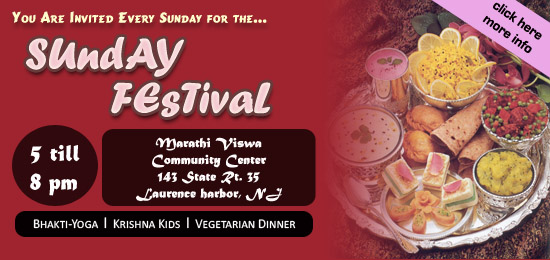 You Are Invited Every Sunday for the...
SUndAY
FEsTivaL
5 till
8 pm
Marathi Viswa
Community Center
143 State Rt. 35
Laurence harbor, NJ
Bhakti-Yoga | Krishna Kids | Vegetarian Dinner
click here
more info